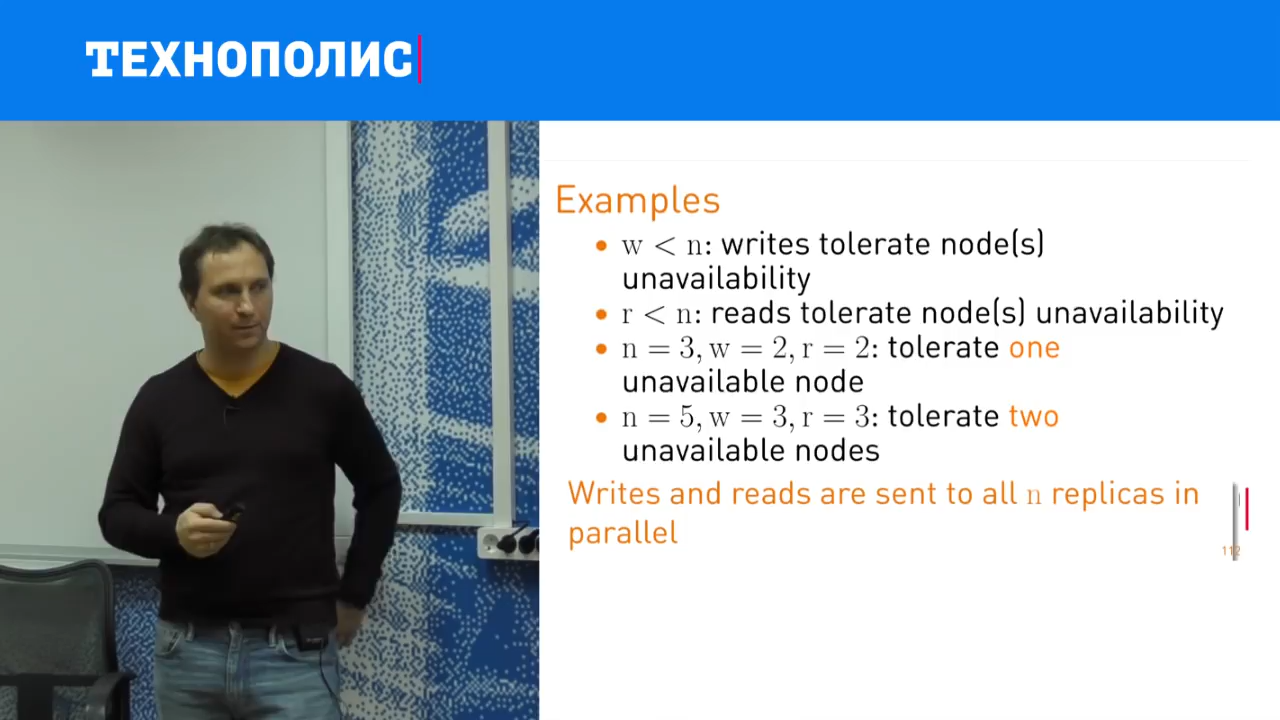 ТЕХНОПОЛИС
Examples
• w < n: writes tolerate node(s)
unavailability
• r < n: reads tolerate node(s) unavailability
• n = 3, w = 2, r = 2: tolerate one
unavailable node
• n = 5, w = 3, r = 3: tolerate two
unavailable nodes
Writes and reads are sent to all n replicas in
parallel
112